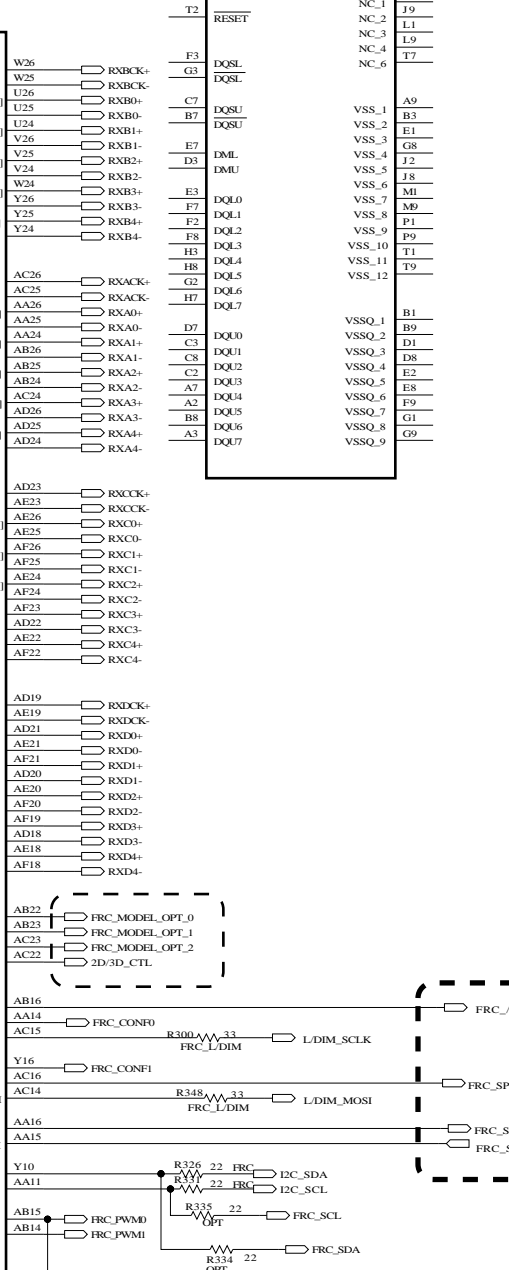 NC_1
T2 RESET NC_2 J9
NC_3 L1
NC_4 L9
F3 DQSL NC_6 T7
G3 DQSL
C7 DQSU VSS_1 A9
B7 DQSU VSS_2 B3
VSS_3 E1
E7 DML VSS_4 G8
D3 DMU VSS_5 J2
VSS_6 J8
E3 DQL0 VSS_7 M1
F7 DQL1 VSS_8 M9
F2 DQL2 VSS_9 P1
F8 DQL3 VSS_10 P9
H3 DQL4 VSS_11 T1
H8 DQL5 VSS_12 T9
G2 DQL6
H7 DQL7
VSSQ_1 B1
D7 DQU0 VSSQ_2 B9
C3 DQU1 VSSQ_3 D1
C8 DQU2 VSSQ_4 D8
C2 DQU3 VSSQ_5 E2
A7 DQU4 VSSQ_6 E8
A2 DQU5 VSSQ_7 F9
B8 DQU6 VSSQ_8 G1
A3 DQU7 VSSQ_9 G9
W26 RXBCK+
W25 RXBCK-
U26 RXB0+
U25 RXB0-
U24 RXB1+
V26 RXB1-
V25 RXB2+
V24 RXB2-
W24 RXB3+
Y26 RXB3-
Y25 RXB4+
Y24 RXB4-
AC26 RXACK+
AC25 RXACK-
AA26 RXA0+
AA25 RXA0-
AA24 RXA1+
AB26 RXA1-
AB25 RXA2+
AB24 RXA2-
AC24 RXA3+
AD26 RXA3-
AD25 RXA4+
AD24 RXA4-
AD23 RXCCK+
AE23 RXCCK-
AE26 RXC0+
AE25 RXC0-
AF26 RXC1+
AF25 RXC1-
AE24 RXC2+
AF24 RXC2-
AF23 RXC3+
AD22 RXC3-
AE22 RXC4+
AF22 RXC4-
AD19 RXDCK+
AE19 RXDCK-
AD21 RXD0+
AE21 RXD0-
AF21 RXD1+
AD20 RXD1-
AE20 RXD2+
AF20 RXD2-
AF19 RXD3+
AD18 RXD3-
AE18 RXD4+
AF18 RXD4-
AB22 FRC_MODEL_OPT_0
AB23 FRC_MODEL_OPT_1
AC23 FRC_MODEL_OPT_2
AC22 2D/3D_CTL
AB16 FRC_/
AA14 FRC_CONF0
AC15 R300 33 L/DIM_SCLK
FRC_L/DIM
Y16 FRC_CONF1
AC16 FRC_SP
AC14 R348 33 L/DIM_MOSI
FRC_L/DIM
AA16 FRC_S
AA15 FRC_S
Y10 R326 22 FRC I2C_SDA
AA11 R331 22 FRC I2C_SCL
R335 22 FRC_SCL
OPT
AB15 FRC_PWM0
AB14 FRC_PWM1
R334 22 FRC_SDA
OPT